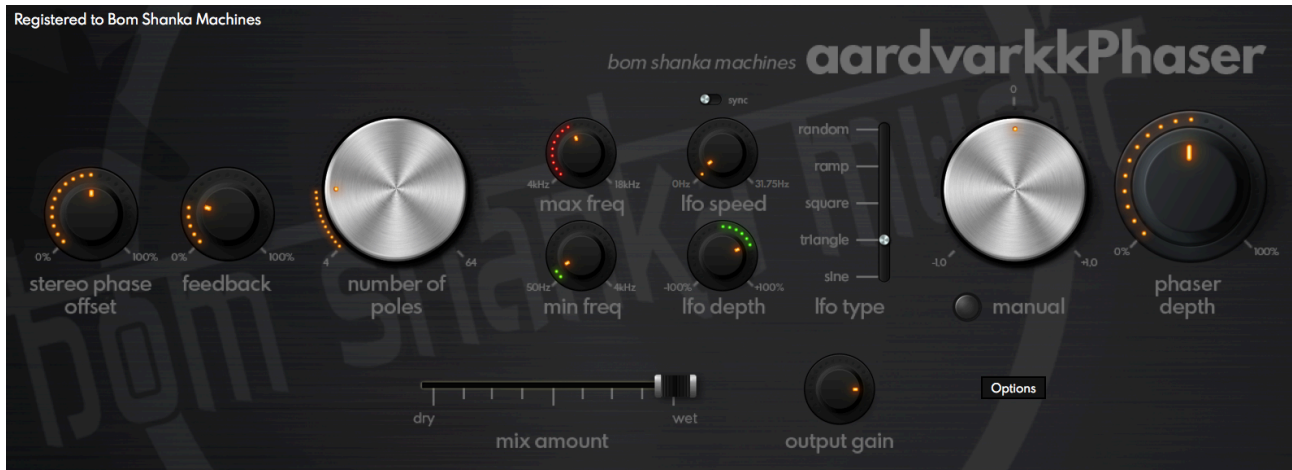 Registered to Bom Shanka Machines
bom shanka machines aardvarkkPhaser
sync
0
random
ramp
square
triangle
sine
4kHz 18kHz
max freq
0Hz 31.75Hz
lfo speed
0% 100%
stereo phase
offset
0% 100%
feedback
4 64
number of
poles
50Hz 4kHz
min freq
-100% +100%
lfo depth
lfo type
-1.0 +1.0
manual
0% 100%
phaser
depth
dry wet
mix amount
output gain
Options
bom shanka music